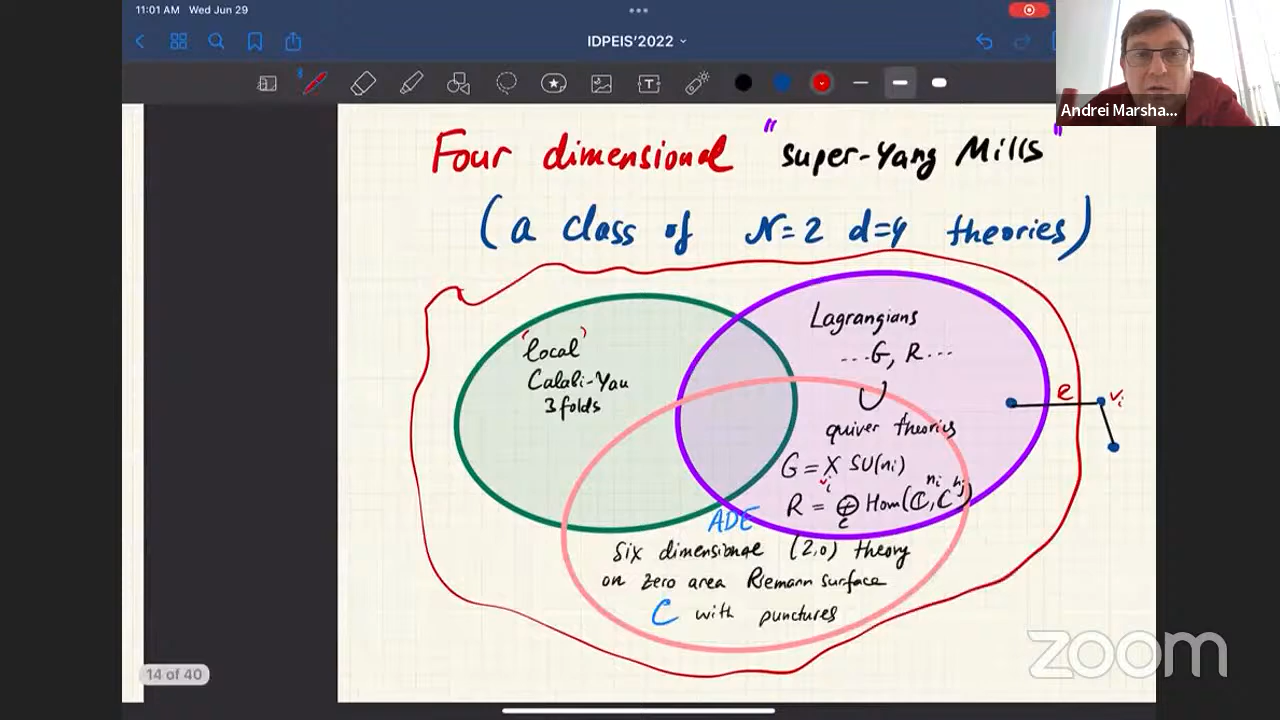 11:01 AM Wed Jun 29
IDPEIS'2022
Andrei Marsha...
Four dimensional "super-Yang Mills"
(a class of N=2 d=4 theories)
(local)
Calabi-Yau
3 folds
Lagrangians
...G, R...
∪
quiver theories
G = X SU(ni)
vi
R = ⊕ Hom(ℂ^ni, ℂ^nj)
e
e
vi
ADE
six dimensional (2,0) theory
on zero area Riemann surface
C with punctures
14 of 40
zoom